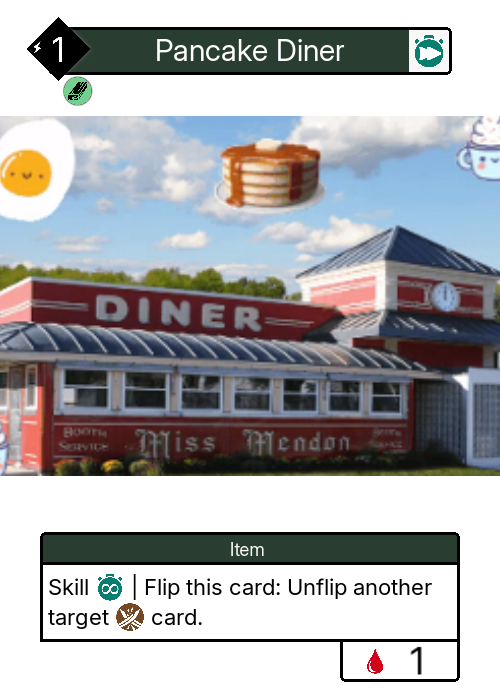 1
Pancake Diner
DINER
BOOTH SERVICE
Miss Mendon
BOOTH SERVICE
Item
Skill | Flip this card: Unflip another
target card.
1